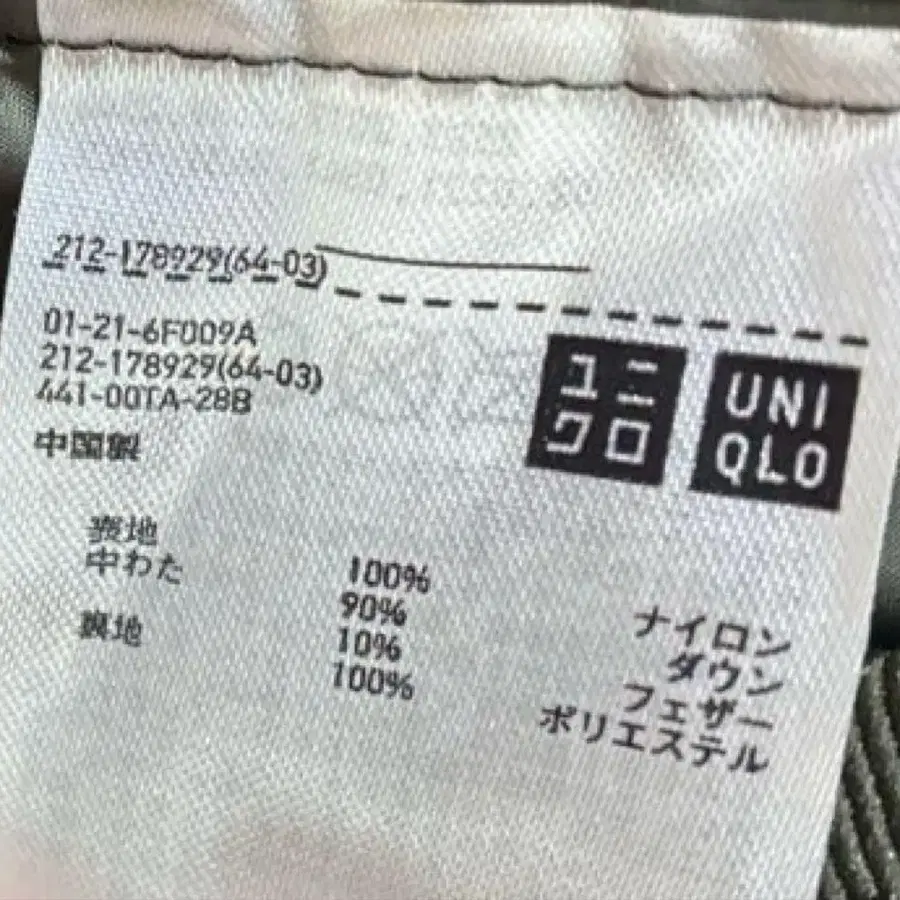 212-178929(64-03)
01-21-6F009A
212-178929(64-03)
441-00TA-28B
中国製
ユニ
クロ
UNI
QLO
表地 100% ナイロン
中わた 90% ダウン
10% フェザー
裏地 100% ポリエステル